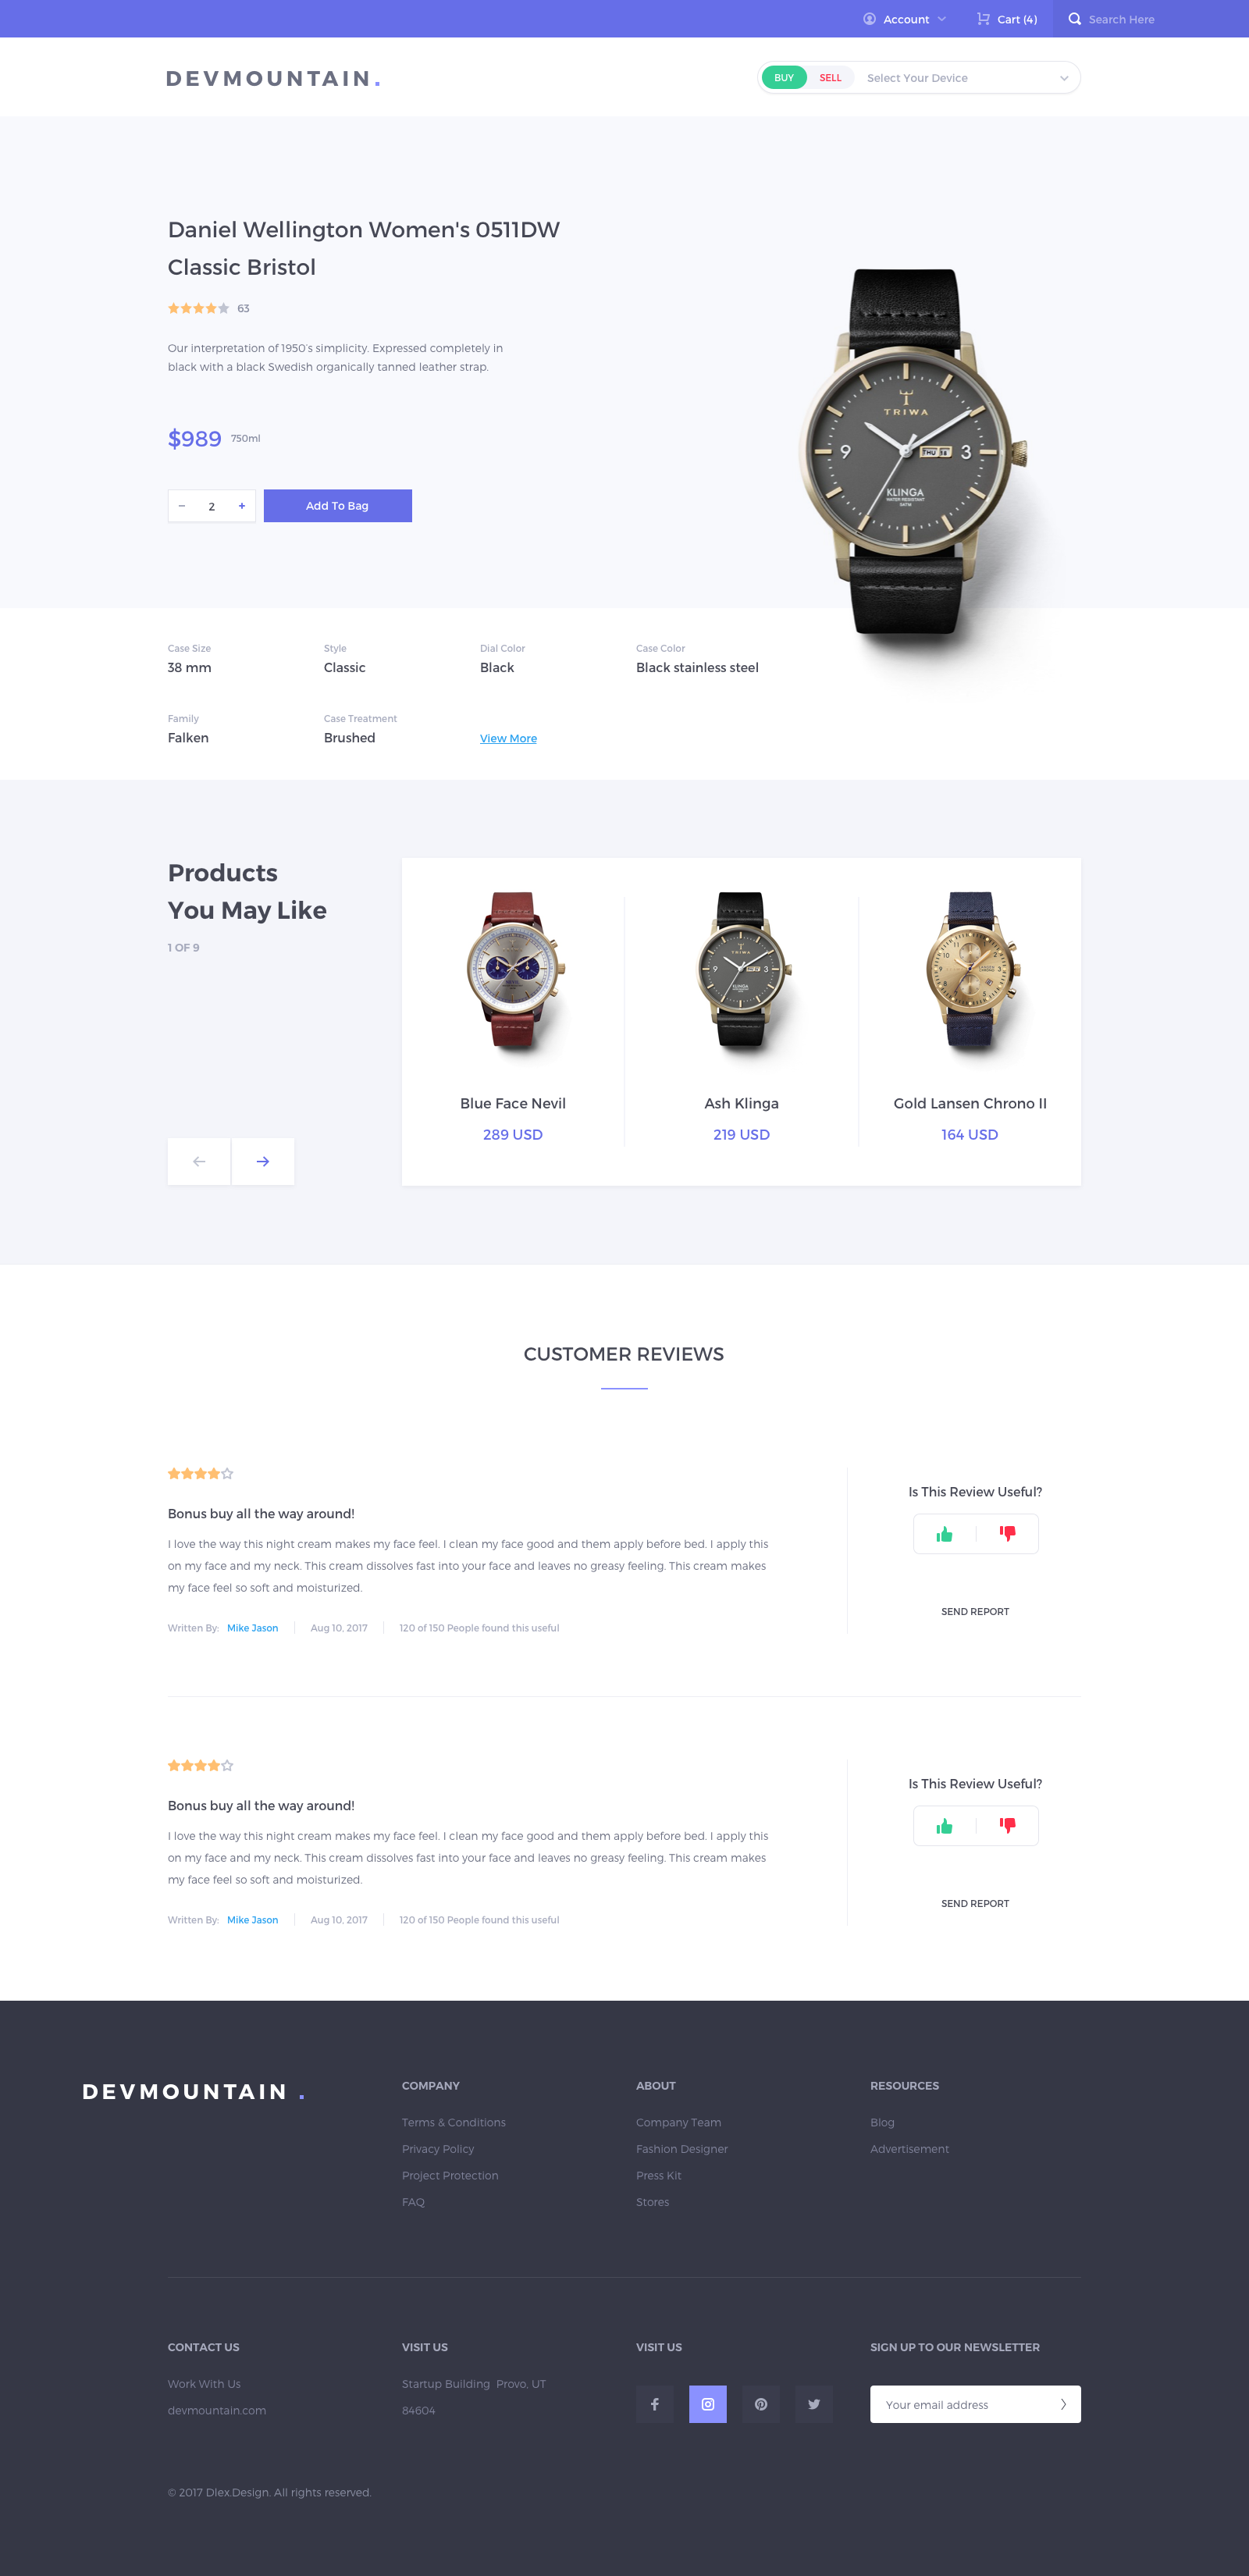 Account
Cart (4)
Search Here
DEVMOUNTAIN.
BUY
SELL
Select Your Device
Daniel Wellington Women's 0511DW
Classic Bristol
63
Our interpretation of 1950's simplicity. Expressed completely in
black with a black Swedish organically tanned leather strap.
$989 750ml
− 2 +
Add To Bag
TRIWA
9
THU 18
3
KLINGA
WATER RESISTANT
5ATM
Case Size
38 mm
Style
Classic
Dial Color
Black
Case Color
Black stainless steel
Family
Falken
Case Treatment
Brushed
View More
Products
You May Like
1 OF 9
Blue Face Nevil
289 USD
TRIWA
9
3
KLINGA
Ash Klinga
219 USD
Gold Lansen Chrono II
164 USD
CUSTOMER REVIEWS
Bonus buy all the way around!
I love the way this night cream makes my face feel. I clean my face good and them apply before bed. I apply this
on my face and my neck. This cream dissolves fast into your face and leaves no greasy feeling. This cream makes
my face feel so soft and moisturized.
Written By: Mike Jason
Aug 10, 2017
120 of 150 People found this useful
Is This Review Useful?
SEND REPORT
Bonus buy all the way around!
I love the way this night cream makes my face feel. I clean my face good and them apply before bed. I apply this
on my face and my neck. This cream dissolves fast into your face and leaves no greasy feeling. This cream makes
my face feel so soft and moisturized.
Written By: Mike Jason
Aug 10, 2017
120 of 150 People found this useful
Is This Review Useful?
SEND REPORT
DEVMOUNTAIN .
COMPANY
Terms & Conditions
Privacy Policy
Project Protection
FAQ
ABOUT
Company Team
Fashion Designer
Press Kit
Stores
RESOURCES
Blog
Advertisement
CONTACT US
Work With Us
devmountain.com
VISIT US
Startup Building Provo, UT
84604
VISIT US
SIGN UP TO OUR NEWSLETTER
Your email address
© 2017 Dlex.Design. All rights reserved.